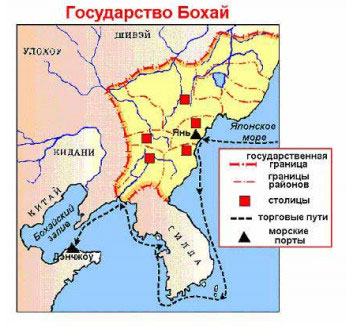 Государство Бохай
ШИВЭЙ
УЛОХОУ
Янь
Японское
море
КИДАНИ
КИТАЙ
Бохайский
залив
Дэнчжоу
СИЛЛА
государственная
граница
границы
районов
столицы
торговые пути
морские
порты